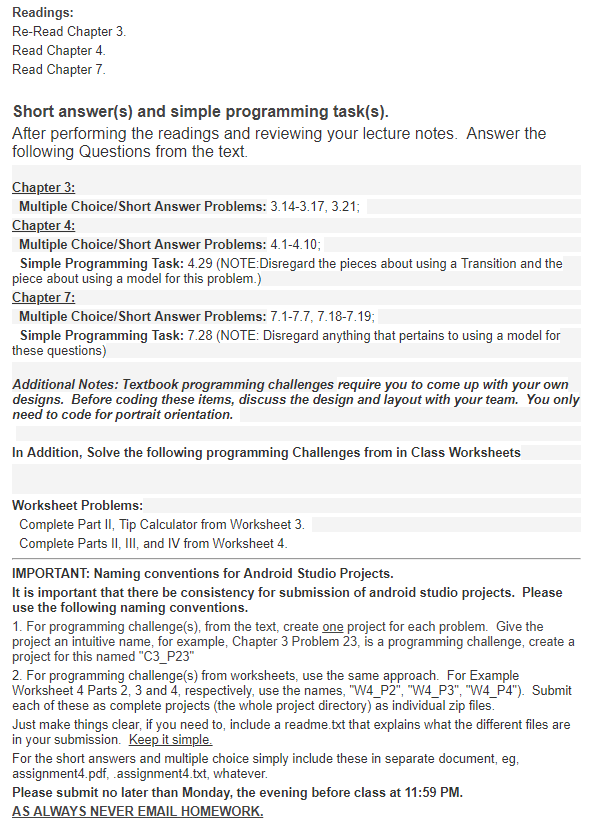 Readings:
Re-Read Chapter 3.
Read Chapter 4.
Read Chapter 7.
Short answer(s) and simple programming task(s).
After performing the readings and reviewing your lecture notes.  Answer the
following Questions from the text.
Chapter 3:
Multiple Choice/Short Answer Problems: 3.14-3.17, 3.21;
Chapter 4:
Multiple Choice/Short Answer Problems: 4.1-4.10;
Simple Programming Task: 4.29 (NOTE:Disregard the pieces about using a Transition and the
piece about using a model for this problem.)
Chapter 7:
Multiple Choice/Short Answer Problems: 7.1-7.7, 7.18-7.19;
Simple Programming Task: 7.28 (NOTE: Disregard anything that pertains to using a model for
these questions)
Additional Notes: Textbook programming challenges require you to come up with your own
designs.  Before coding these items, discuss the design and layout with your team.  You only
need to code for portrait orientation.
In Addition, Solve the following programming Challenges from in Class Worksheets
Worksheet Problems:
Complete Part II, Tip Calculator from Worksheet 3.
Complete Parts II, III, and IV from Worksheet 4.
IMPORTANT: Naming conventions for Android Studio Projects.
It is important that there be consistency for submission of android studio projects.  Please
use the following naming conventions.
1. For programming challenge(s), from the text, create one project for each problem.  Give the
project an intuitive name, for example, Chapter 3 Problem 23, is a programming challenge, create a
project for this named "C3_P23"
2. For programming challenge(s) from worksheets, use the same approach.  For Example
Worksheet 4 Parts 2, 3 and 4, respectively, use the names, "W4_P2", "W4_P3", "W4_P4").  Submit
each of these as complete projects (the whole project directory) as individual zip files.
Just make things clear, if you need to, include a readme.txt that explains what the different files are
in your submission.  Keep it simple.
For the short answers and multiple choice simply include these in separate document, eg,
assignment4.pdf, .assignment4.txt, whatever.
Please submit no later than Monday, the evening before class at 11:59 PM.
AS ALWAYS NEVER EMAIL HOMEWORK.